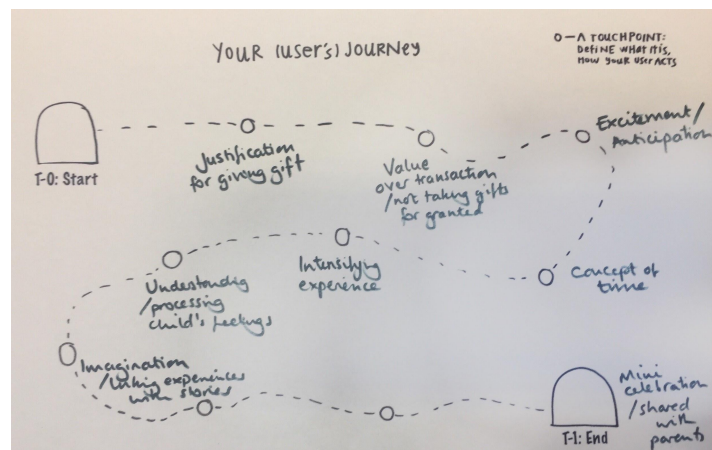 YOUR (USER'S) JOURNEY
O - A TOUCHPOINT:
DEFINE WHAT IT IS,
HOW YOUR USER ACTS
T-0: Start
Justification
for giving gift
Value
over transaction
/not taking gifts
for granted
Excitement/
Anticipation
Concept of
time
Intensifying
experience
Understanding
/processing
child's feelings
Imagination
/linking experiences
with stories
T-1: End
Mini
celebration
/shared
with
parents